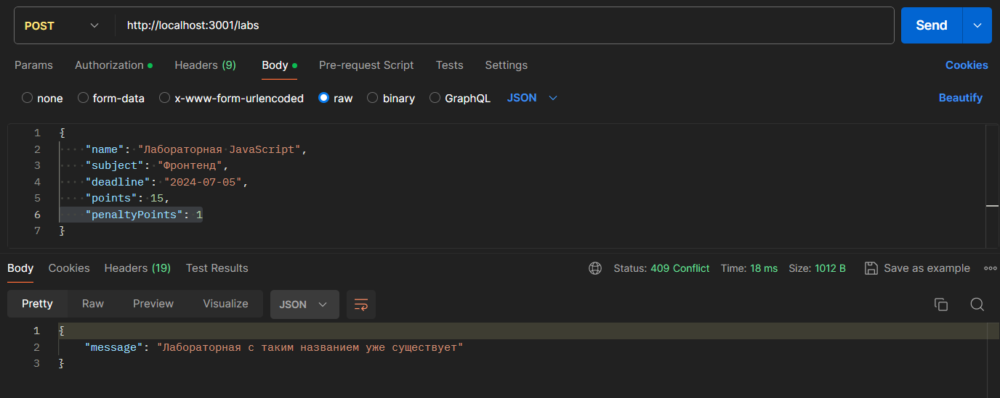 POST http://localhost:3001/labs Send
Params Authorization Headers (9) Body Pre-request Script Tests Settings Cookies
none form-data x-www-form-urlencoded raw binary GraphQL JSON Beautify
1 {
2 "name": "Лабораторная JavaScript",
3 "subject": "Фронтенд",
4 "deadline": "2024-07-05",
5 "points": 15,
6 "penaltyPoints": 1
7 }
Body Cookies Headers (19) Test Results Status: 409 Conflict Time: 18 ms Size: 1012 B Save as example
Pretty Raw Preview Visualize JSON
1 {
2 "message": "Лабораторная с таким названием уже существует"
3 }